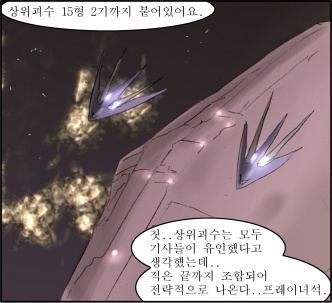 상위괴수 15형 2기까지 붙어있어요.
칫..상위괴수는 모두
기사들이 유인했다고
생각했는데..
적은 끝까지 조합되어
전략적으로 나온다..프레이너석.